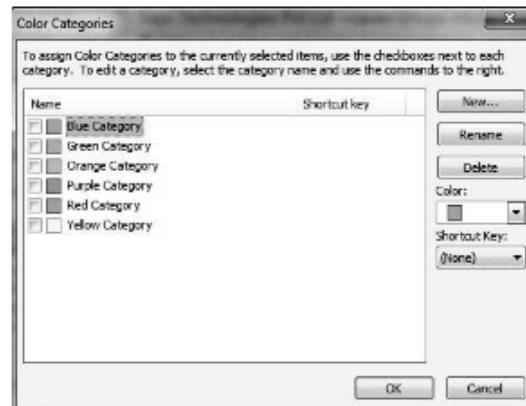 Color Categories
To assign Color Categories to the currently selected items, use the checkboxes next to each
category. To edit a category, select the category name and use the commands to the right.
Name Shortcut key
New...
Blue Category
Rename
Green Category
Orange Category
Delete
Purple Category
Color:
Red Category
Yellow Category
Shortcut Key:
(None)
OK Cancel